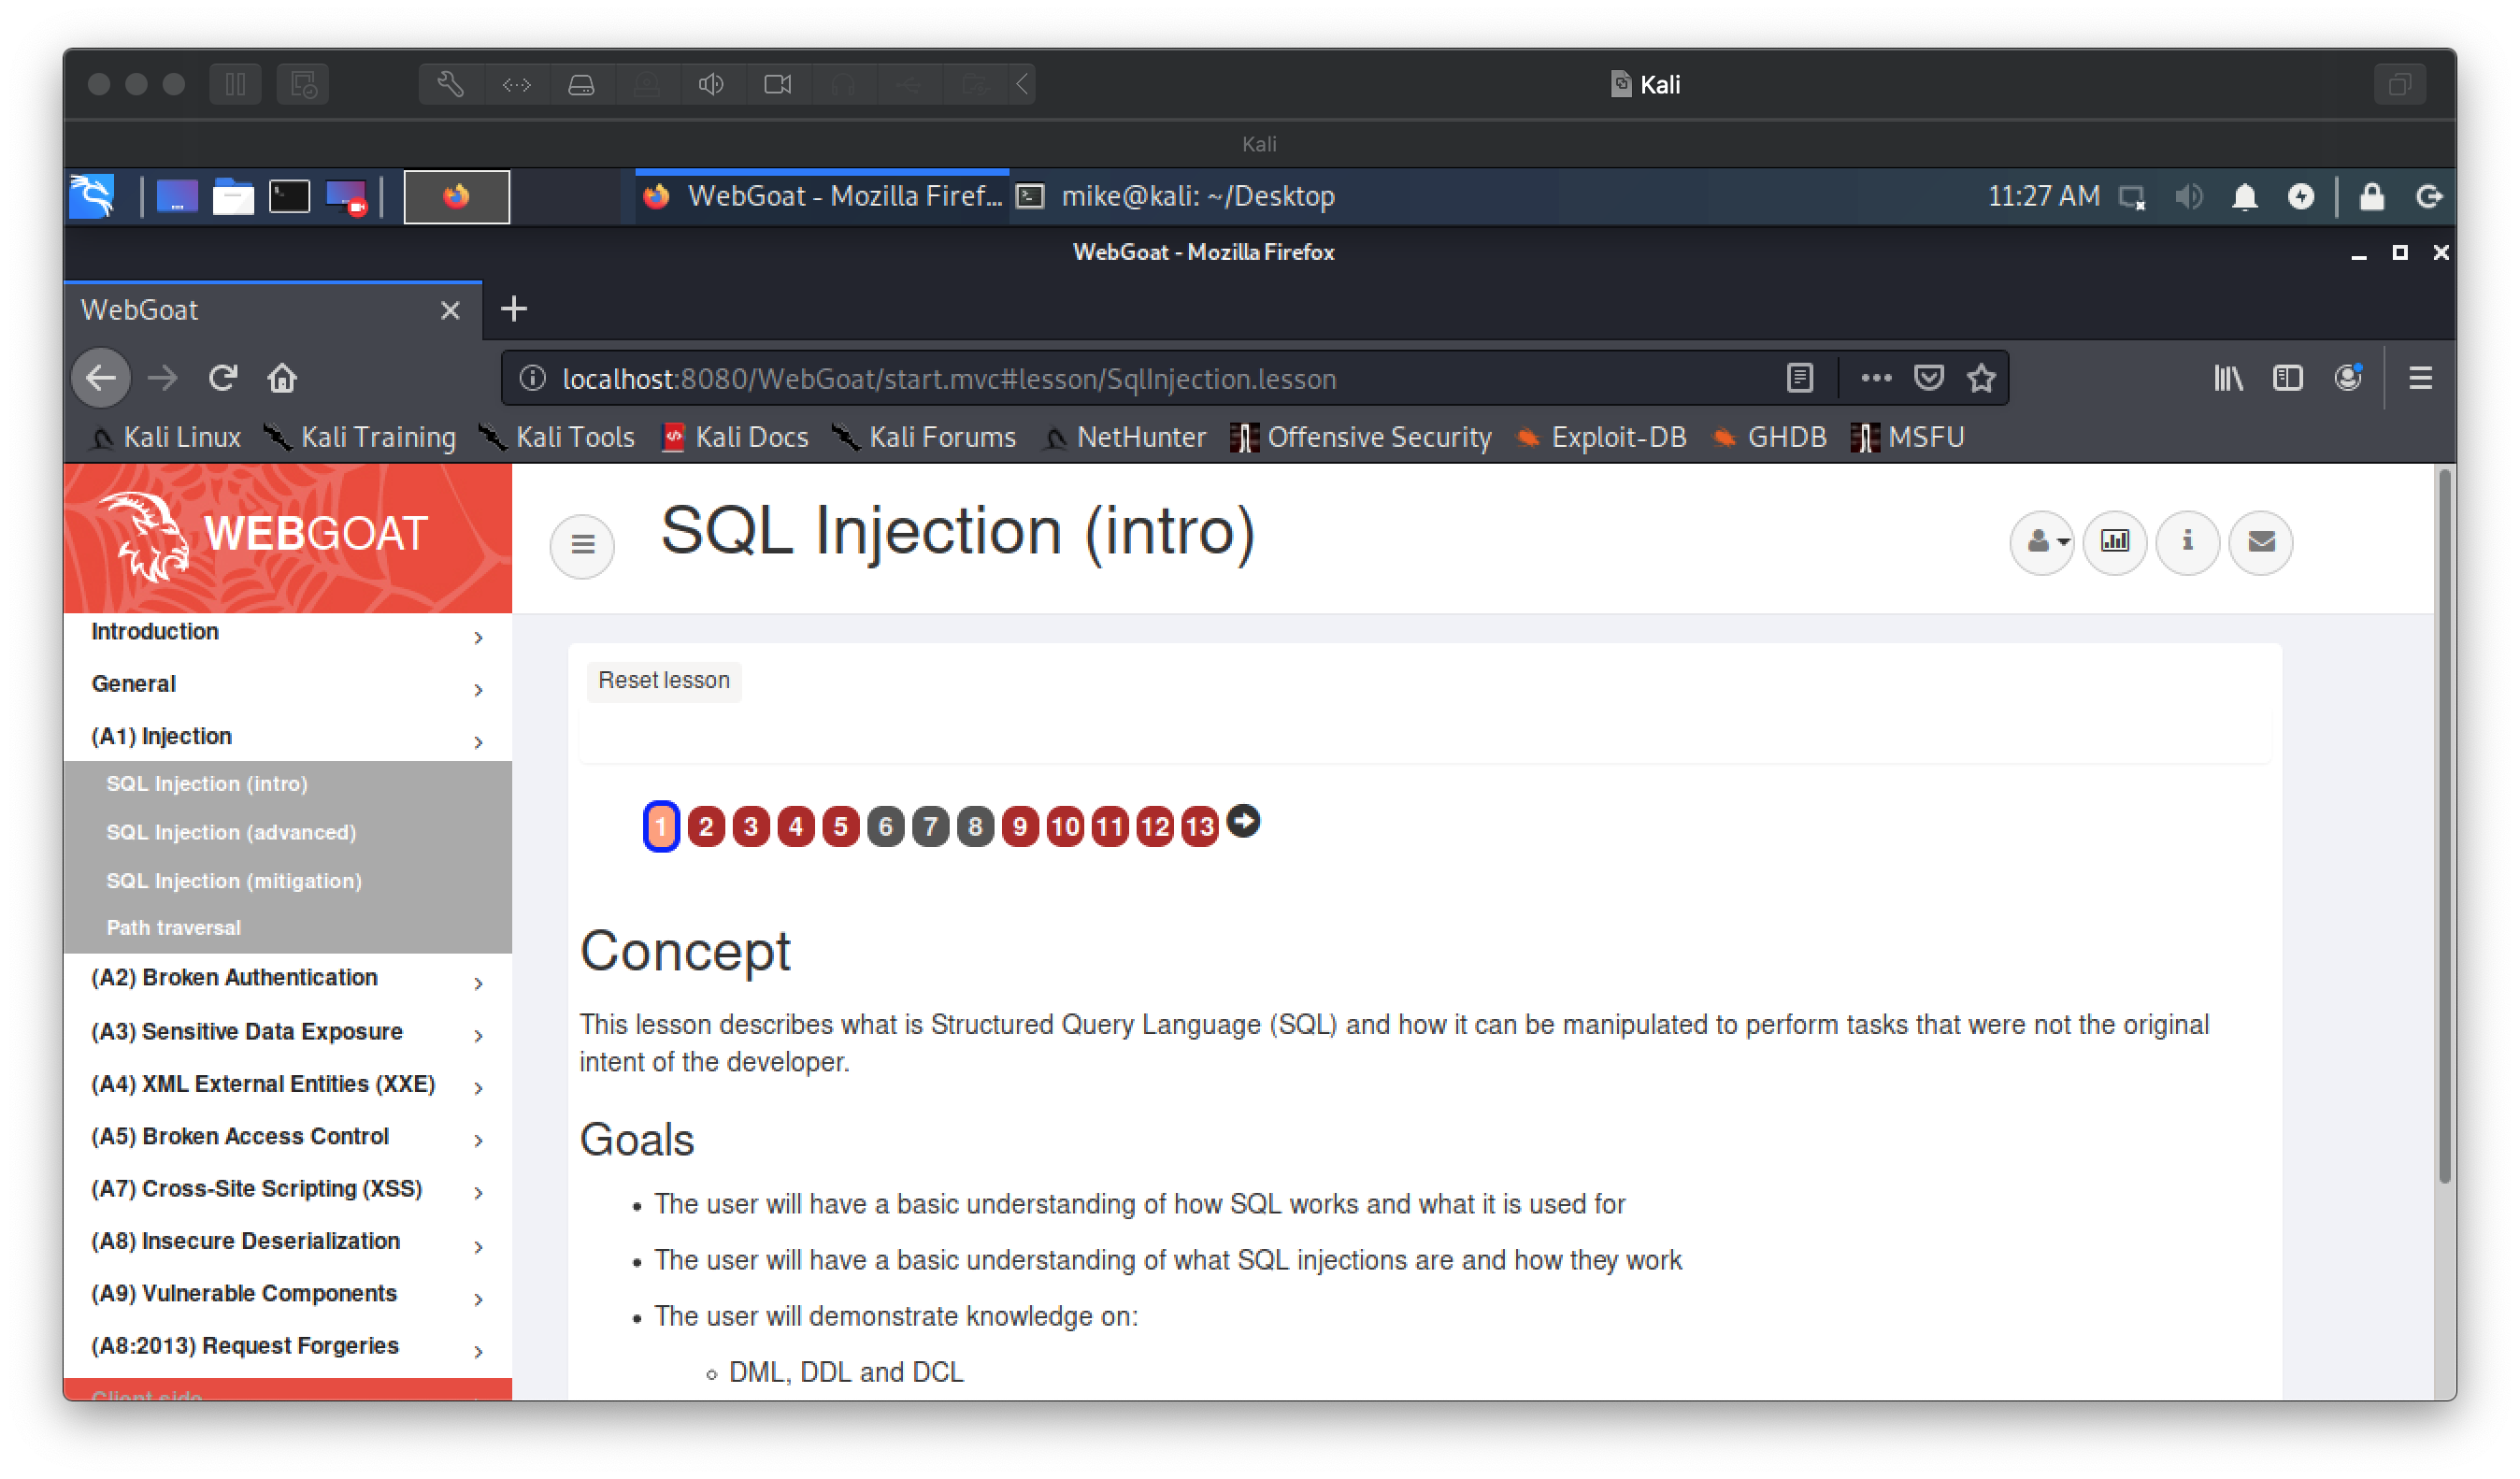 Kali
Kali
WebGoat - Mozilla Firef...
mike@kali: ~/Desktop
11:27 AM
WebGoat - Mozilla Firefox
WebGoat
localhost:8080/WebGoat/start.mvc#lesson/SqlInjection.lesson
Kali Linux
Kali Training
Kali Tools
Kali Docs
Kali Forums
NetHunter
Offensive Security
Exploit-DB
GHDB
MSFU
WEBGOAT
SQL Injection (intro)
Introduction
General
(A1) Injection
SQL Injection (intro)
SQL Injection (advanced)
SQL Injection (mitigation)
Path traversal
(A2) Broken Authentication
(A3) Sensitive Data Exposure
(A4) XML External Entities (XXE)
(A5) Broken Access Control
(A7) Cross-Site Scripting (XSS)
(A8) Insecure Deserialization
(A9) Vulnerable Components
(A8:2013) Request Forgeries
Client side
Reset lesson
1 2 3 4 5 6 7 8 9 10 11 12 13
Concept
This lesson describes what is Structured Query Language (SQL) and how it can be manipulated to perform tasks that were not the original
intent of the developer.
Goals
• The user will have a basic understanding of how SQL works and what it is used for
• The user will have a basic understanding of what SQL injections are and how they work
• The user will demonstrate knowledge on:
◦ DML, DDL and DCL